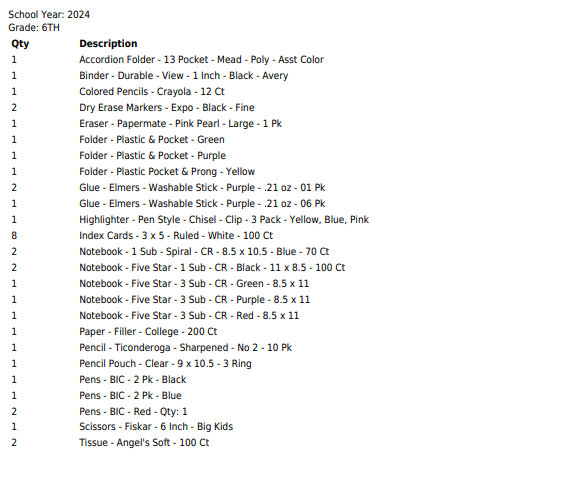 School Year: 2024
Grade: 6TH
Qty Description
1 Accordion Folder - 13 Pocket - Mead - Poly - Asst Color
1 Binder - Durable - View - 1 Inch - Black - Avery
1 Colored Pencils - Crayola - 12 Ct
2 Dry Erase Markers - Expo - Black - Fine
1 Eraser - Papermate - Pink Pearl - Large - 1 Pk
1 Folder - Plastic & Pocket - Green
1 Folder - Plastic & Pocket - Purple
1 Folder - Plastic Pocket & Prong - Yellow
2 Glue - Elmers - Washable Stick - Purple - .21 oz - 01 Pk
1 Glue - Elmers - Washable Stick - Purple - .21 oz - 06 Pk
1 Highlighter - Pen Style - Chisel - Clip - 3 Pack - Yellow, Blue, Pink
8 Index Cards - 3 x 5 - Ruled - White - 100 Ct
2 Notebook - 1 Sub - Spiral - CR - 8.5 x 10.5 - Blue - 70 Ct
2 Notebook - Five Star - 1 Sub - CR - Black - 11 x 8.5 - 100 Ct
1 Notebook - Five Star - 3 Sub - CR - Green - 8.5 x 11
1 Notebook - Five Star - 3 Sub - CR - Purple - 8.5 x 11
1 Notebook - Five Star - 3 Sub - CR - Red - 8.5 x 11
1 Paper - Filler - College - 200 Ct
1 Pencil - Ticonderoga - Sharpened - No 2 - 10 Pk
1 Pencil Pouch - Clear - 9 x 10.5 - 3 Ring
1 Pens - BIC - 2 Pk - Black
1 Pens - BIC - 2 Pk - Blue
2 Pens - BIC - Red - Qty: 1
1 Scissors - Fiskar - 6 Inch - Big Kids
2 Tissue - Angel's Soft - 100 Ct